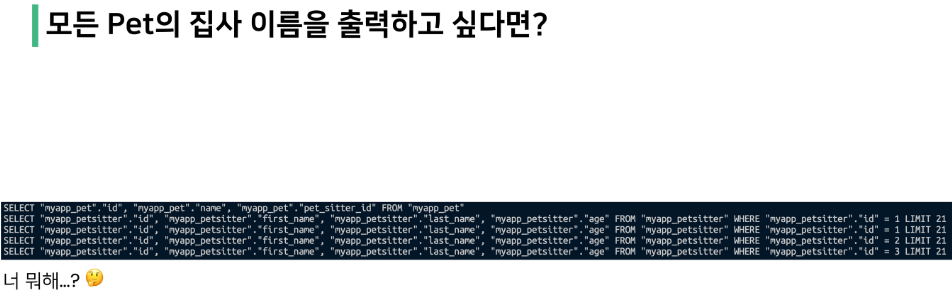 모든 Pet의 집사 이름을 출력하고 싶다면?
SELECT "myapp_pet"."id", "myapp_pet"."name", "myapp_pet"."pet_sitter_id" FROM "myapp_pet"
SELECT "myapp_petsitter"."id", "myapp_petsitter"."first_name", "myapp_petsitter"."last_name", "myapp_petsitter"."age" FROM "myapp_petsitter" WHERE "myapp_petsitter"."id" = 1 LIMIT 21
SELECT "myapp_petsitter"."id", "myapp_petsitter"."first_name", "myapp_petsitter"."last_name", "myapp_petsitter"."age" FROM "myapp_petsitter" WHERE "myapp_petsitter"."id" = 1 LIMIT 21
SELECT "myapp_petsitter"."id", "myapp_petsitter"."first_name", "myapp_petsitter"."last_name", "myapp_petsitter"."age" FROM "myapp_petsitter" WHERE "myapp_petsitter"."id" = 2 LIMIT 21
SELECT "myapp_petsitter"."id", "myapp_petsitter"."first_name", "myapp_petsitter"."last_name", "myapp_petsitter"."age" FROM "myapp_petsitter" WHERE "myapp_petsitter"."id" = 3 LIMIT 21
너 뭐해...? 🤔